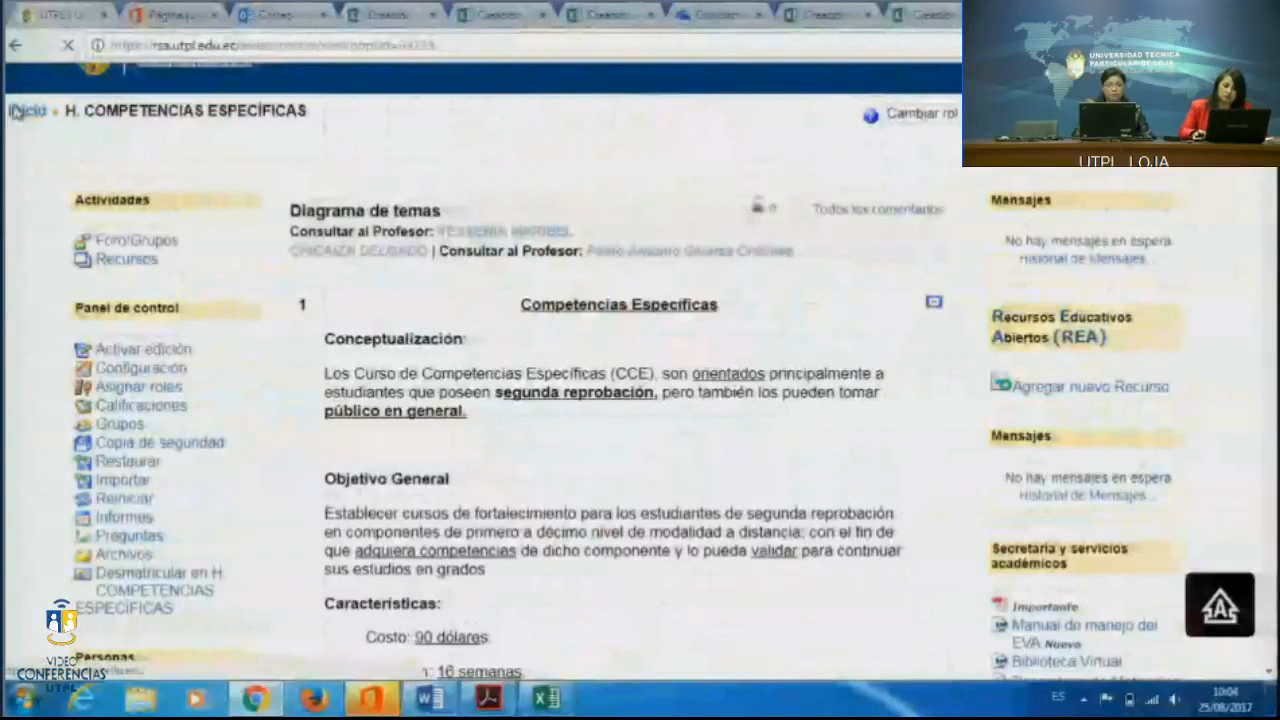 UTPL
rsa.utpl.edu.ec
UNIVERSIDAD TÉCNICA
PARTICULAR DE LOJA
UTPL LOJA
Inicio
H. COMPETENCIAS ESPECÍFICAS
Cambiar rol
Actividades
Foro/Grupos
Recursos
Panel de control
Activar edición
Configuración
Asignar roles
Calificaciones
Grupos
Copia de seguridad
Restaurar
Importar
Reiniciar
Informes
Preguntas
Archivos
Desmatricular en H.
COMPETENCIAS
ESPECÍFICAS
Personas
Diagrama de temas
Todos los comentarios
Consultar al Profesor:
CHICAIZA DELGADO | Consultar al Profesor:
1
Competencias Específicas
Conceptualización:
Los Curso de Competencias Específicas (CCE), son orientados principalmente a
estudiantes que poseen segunda reprobación, pero también los pueden tomar
público en general.
Objetivo General
Establecer cursos de fortalecimiento para los estudiantes de segunda reprobación
en componentes de primero a décimo nivel de modalidad a distancia; con el fin de
que adquiera competencias de dicho componente y lo pueda validar para continuar
sus estudios en grados
Características:
Costo: 90 dólares
16 semanas
Mensajes
No hay mensajes en espera
Historial de Mensajes...
Recursos Educativos
Abiertos (REA)
Agregar nuevo Recurso
Mensajes
No hay mensajes en espera
Historial de Mensajes...
Secretaría y servicios
académicos
Importante
Manual de manejo del
EVA Nuevo
Biblioteca Virtual
VIDEO
CONFERENCIAS
UTPL
ES
10:04
25/08/2017